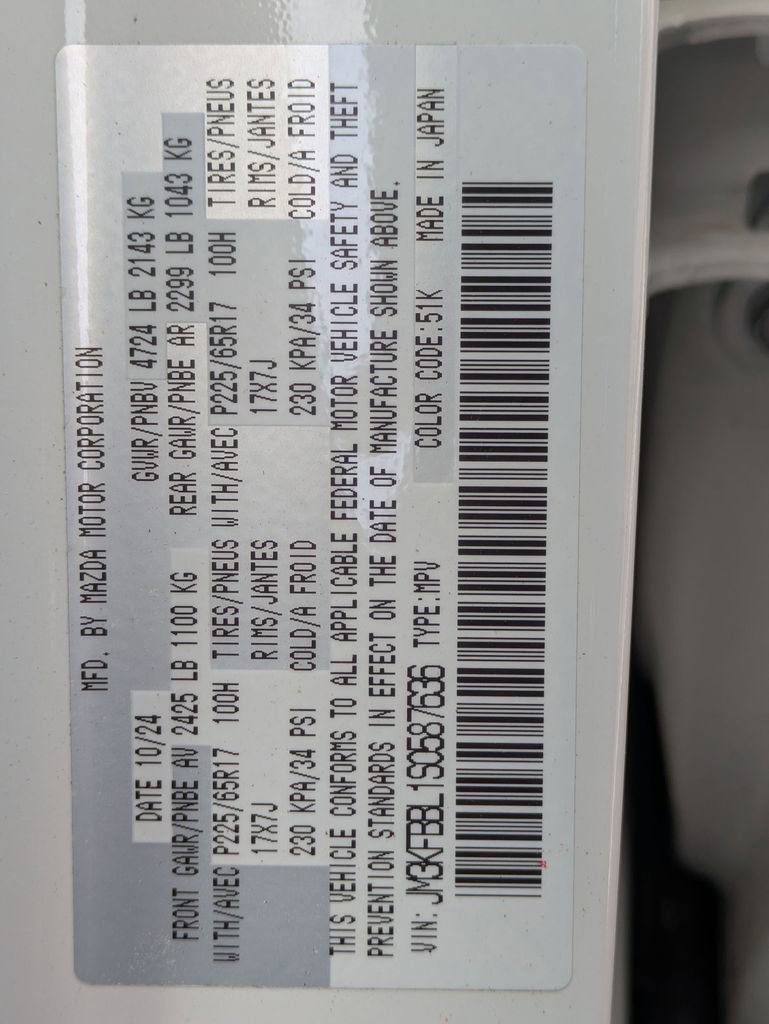 MFD. BY MAZDA MOTOR CORPORATION
DATE 10/24 GVWR/PNBV 4724 LB 2143 KG
FRONT GAWR/PNBE AV 2425 LB 1100 KG REAR GAWR/PNBE AR 2299 LB 1043 KG
WITH/AVEC P225/65R17 100H TIRES/PNEUS WITH/AVEC P225/65R17 100H TIRES/PNEUS
17X7J RIMS/JANTES 17X7J RIMS/JANTES
230 KPA/34 PSI COLD/A FROID 230 KPA/34 PSI COLD/A FROID
THIS VEHICLE CONFORMS TO ALL APPLICABLE FEDERAL MOTOR VEHICLE SAFETY AND THEFT
PREVENTION STANDARDS IN EFFECT ON THE DATE OF MANUFACTURE SHOWN ABOVE.
VIN: JM3KFBBL1S0587636 TYPE:MPV COLOR CODE:51K MADE IN JAPAN